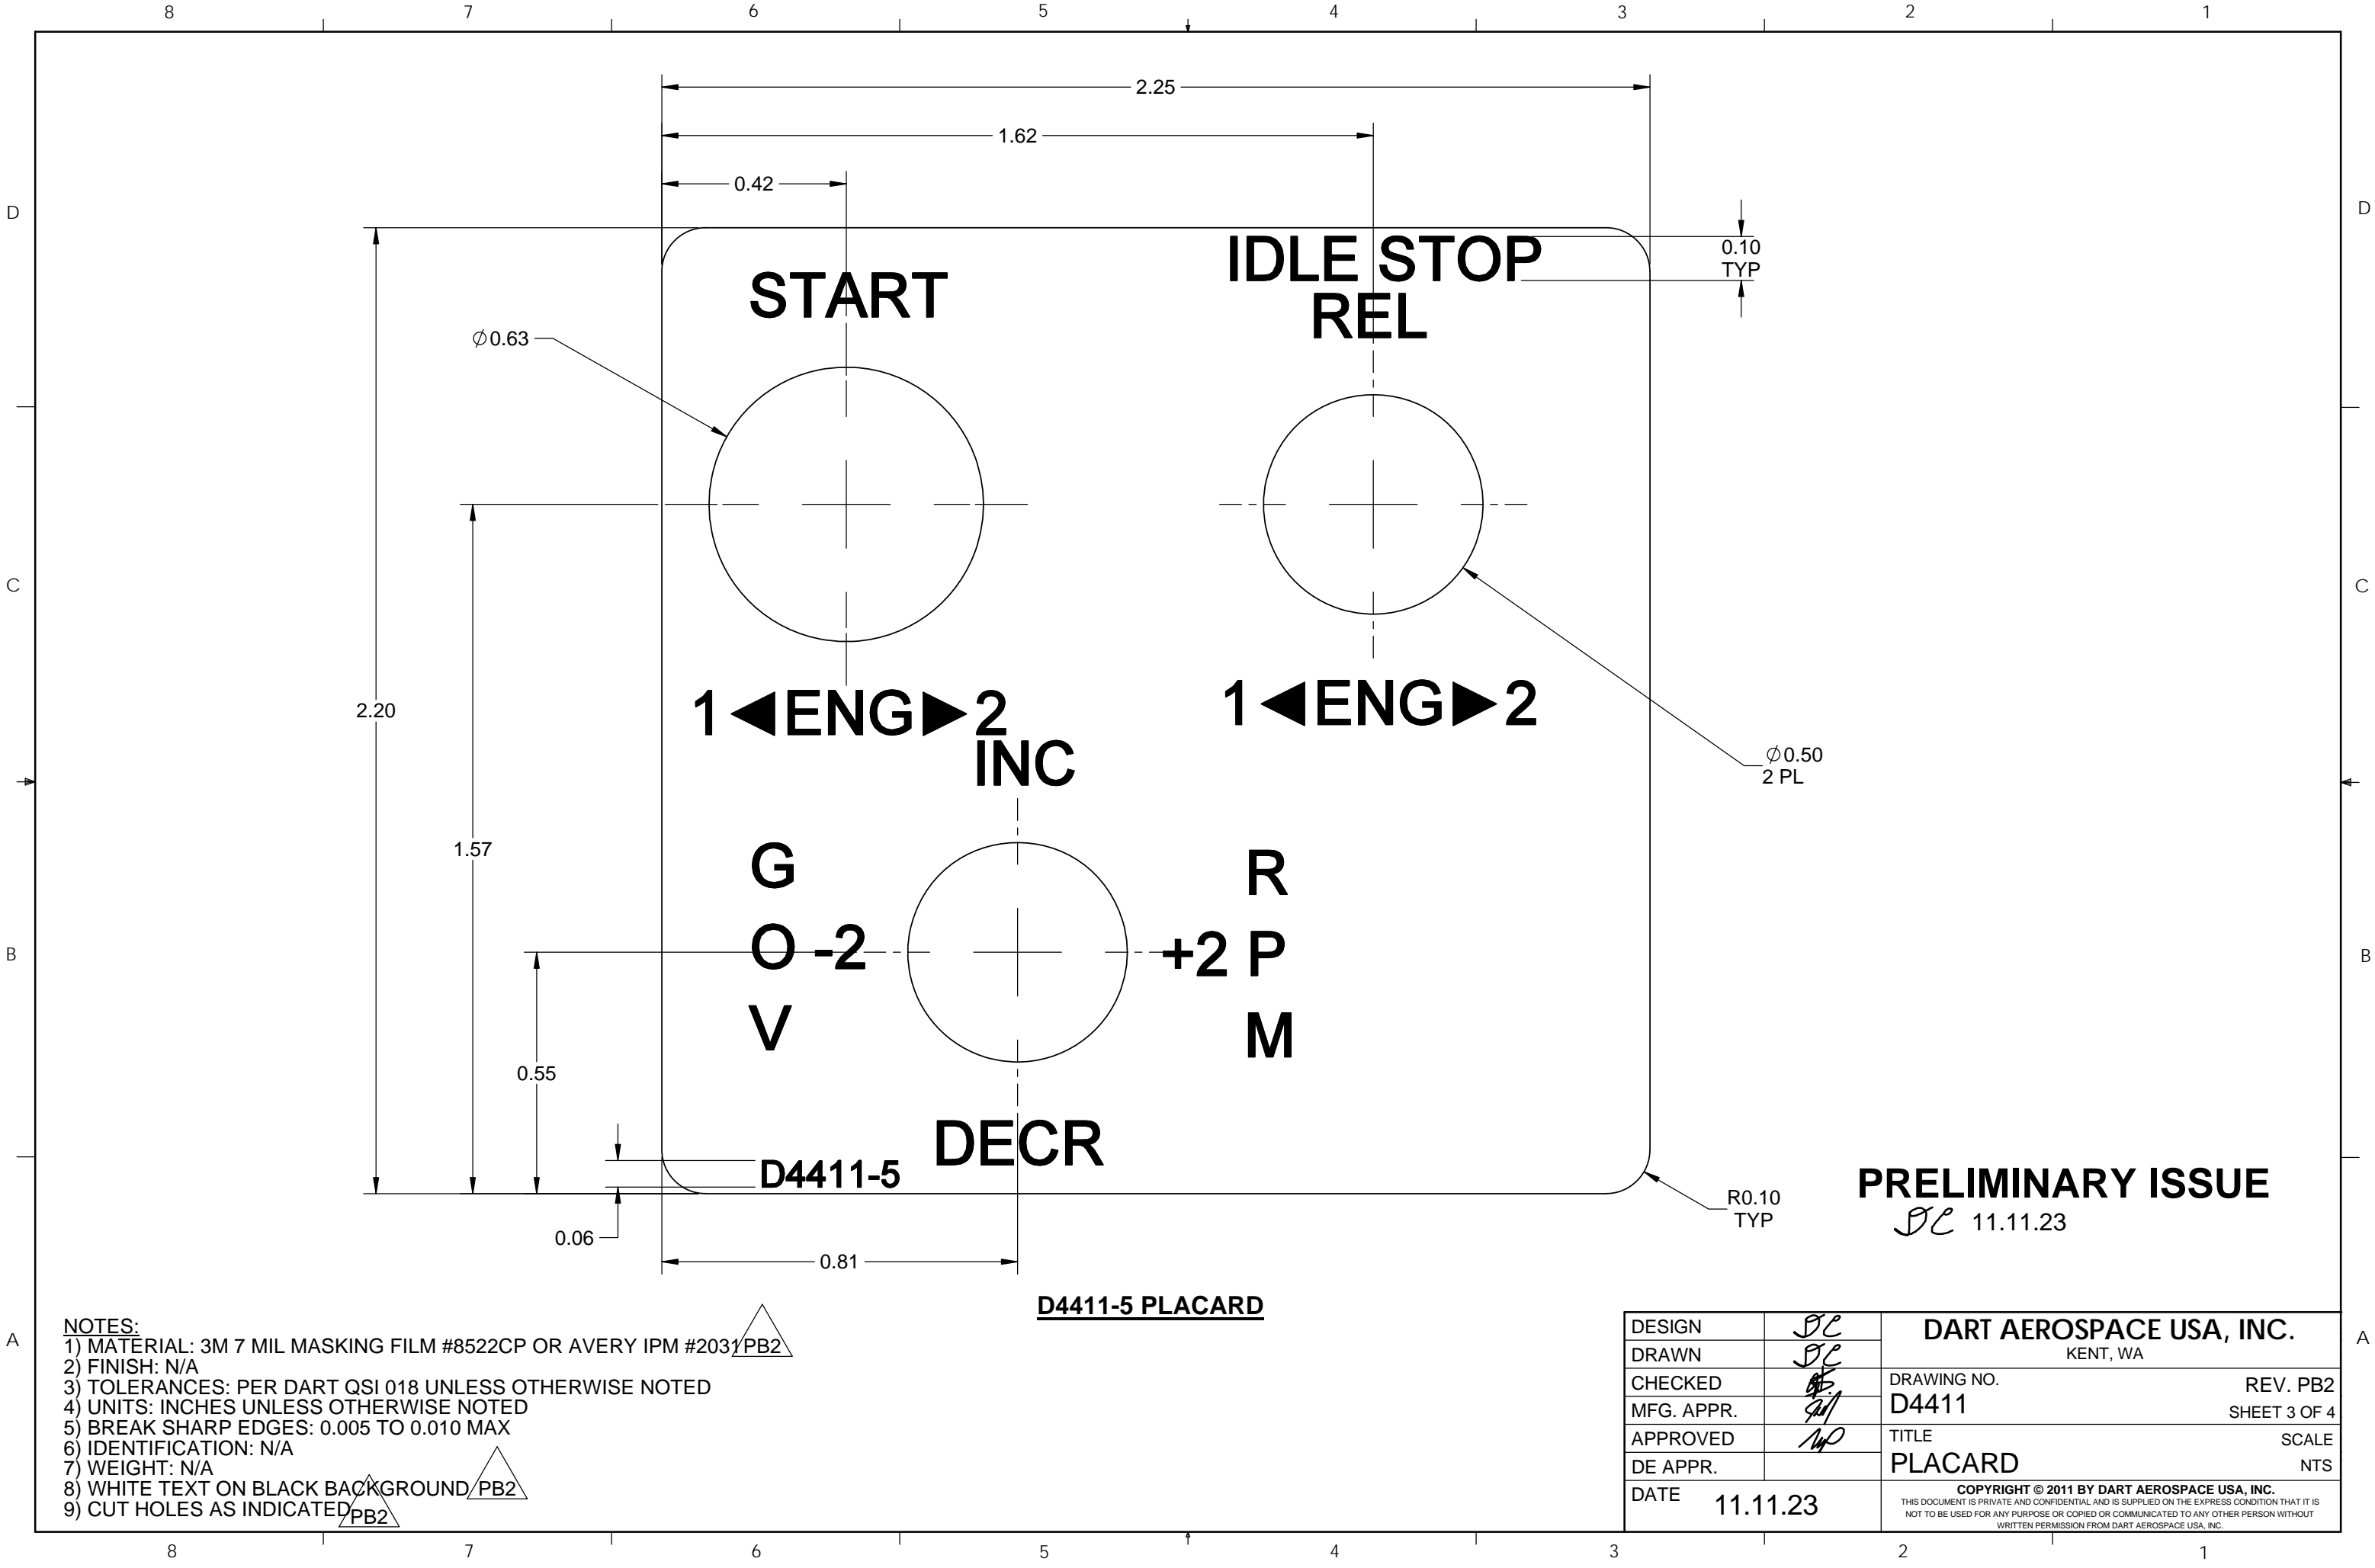 8 7 6 5 4 3 2 1
2.25
1.62
0.42
D D
IDLE STOP
REL
0.10
TYP
START
Ø0.63
C C
2.20
1◀ENG▶2
1◀ENG▶2
INC
Ø0.50
2 PL
1.57
G
O
V
-2
+2
R
P
M
B B
0.55
DECR
D4411-5
0.06
0.81
R0.10
TYP
PRELIMINARY ISSUE
DC 11.11.23
D4411-5 PLACARD
A A
NOTES:
1) MATERIAL: 3M 7 MIL MASKING FILM #8522CP OR AVERY IPM #2031 PB2
2) FINISH: N/A
3) TOLERANCES: PER DART QSI 018 UNLESS OTHERWISE NOTED
4) UNITS: INCHES UNLESS OTHERWISE NOTED
5) BREAK SHARP EDGES: 0.005 TO 0.010 MAX
6) IDENTIFICATION: N/A
7) WEIGHT: N/A
8) WHITE TEXT ON BLACK BACKGROUND PB2
9) CUT HOLES AS INDICATED PB2
DESIGN DC
DRAWN DC
CHECKED
MFG. APPR.
APPROVED
DE APPR.
DATE 11.11.23
DART AEROSPACE USA, INC.
KENT, WA
DRAWING NO. REV. PB2
D4411 SHEET 3 OF 4
TITLE SCALE
PLACARD NTS
COPYRIGHT © 2011 BY DART AEROSPACE USA, INC.
THIS DOCUMENT IS PRIVATE AND CONFIDENTIAL AND IS SUPPLIED ON THE EXPRESS CONDITION THAT IT IS
NOT TO BE USED FOR ANY PURPOSE OR COPIED OR COMMUNICATED TO ANY OTHER PERSON WITHOUT
WRITTEN PERMISSION FROM DART AEROSPACE USA, INC.
8 7 6 5 4 3 2 1